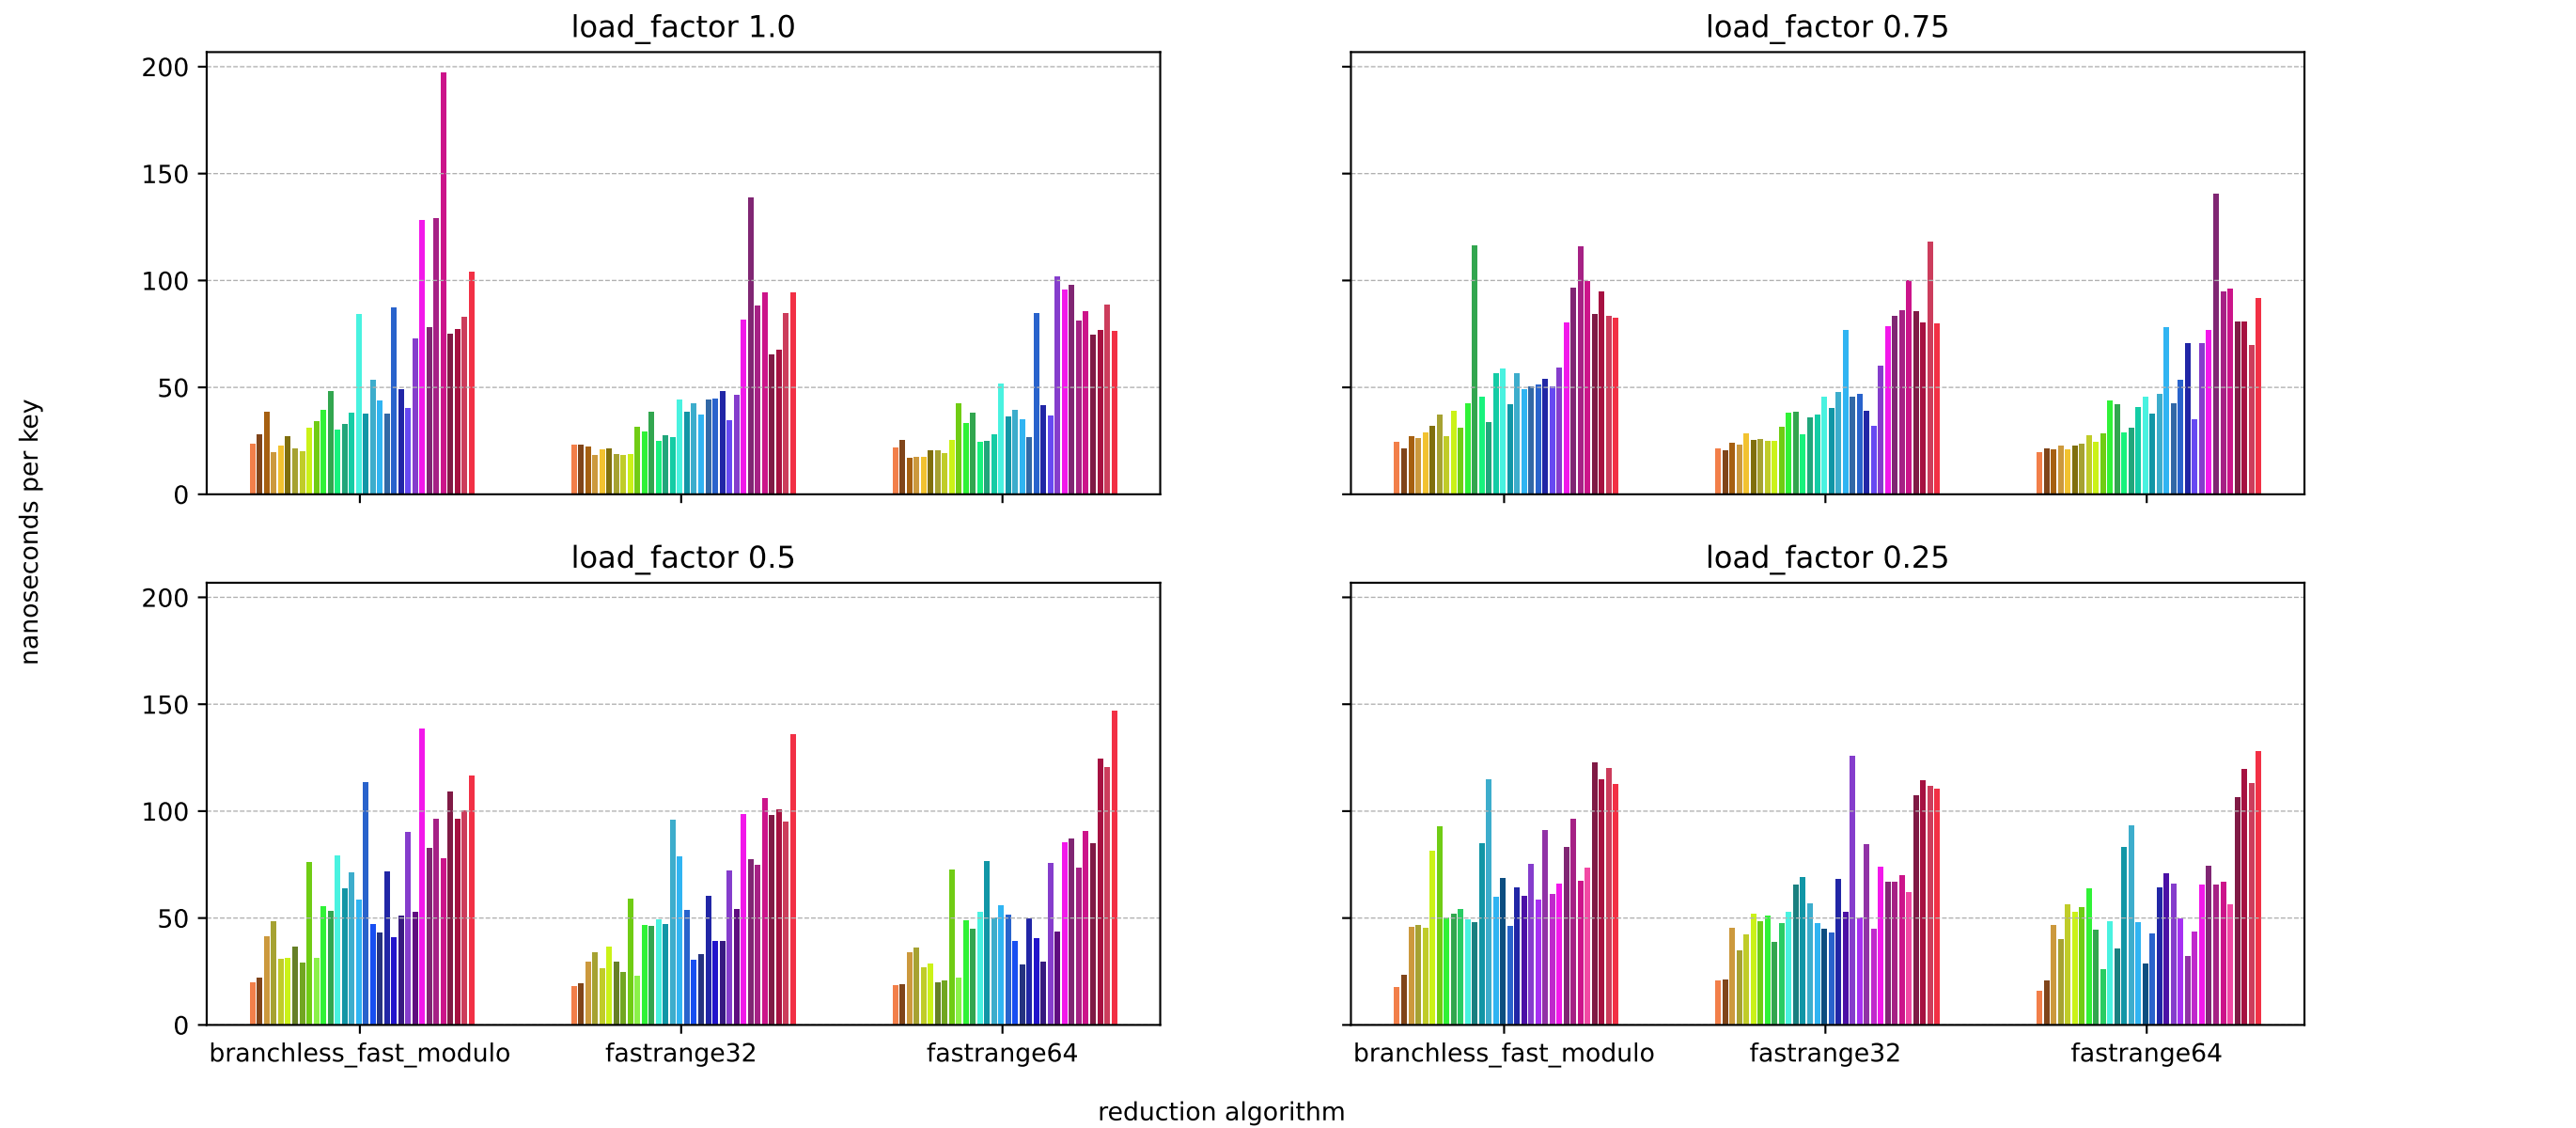 load_factor 1.0
load_factor 0.75
200
150
100
50
0
nanoseconds per key
load_factor 0.5
load_factor 0.25
200
150
100
50
0
branchless_fast_modulo fastrange32 fastrange64
branchless_fast_modulo fastrange32 fastrange64
reduction algorithm